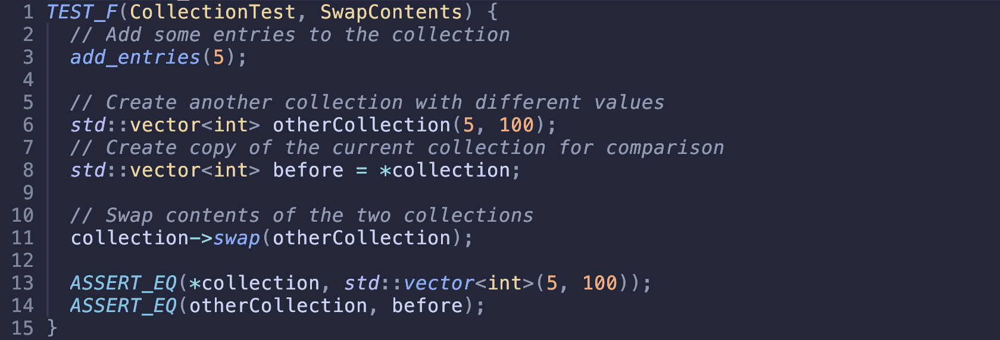 1 TEST_F(CollectionTest, SwapContents) {
2 // Add some entries to the collection
3 add_entries(5);
4
5 // Create another collection with different values
6 std::vector<int> otherCollection(5, 100);
7 // Create copy of the current collection for comparison
8 std::vector<int> before = *collection;
9
10 // Swap contents of the two collections
11 collection->swap(otherCollection);
12
13 ASSERT_EQ(*collection, std::vector<int>(5, 100));
14 ASSERT_EQ(otherCollection, before);
15 }